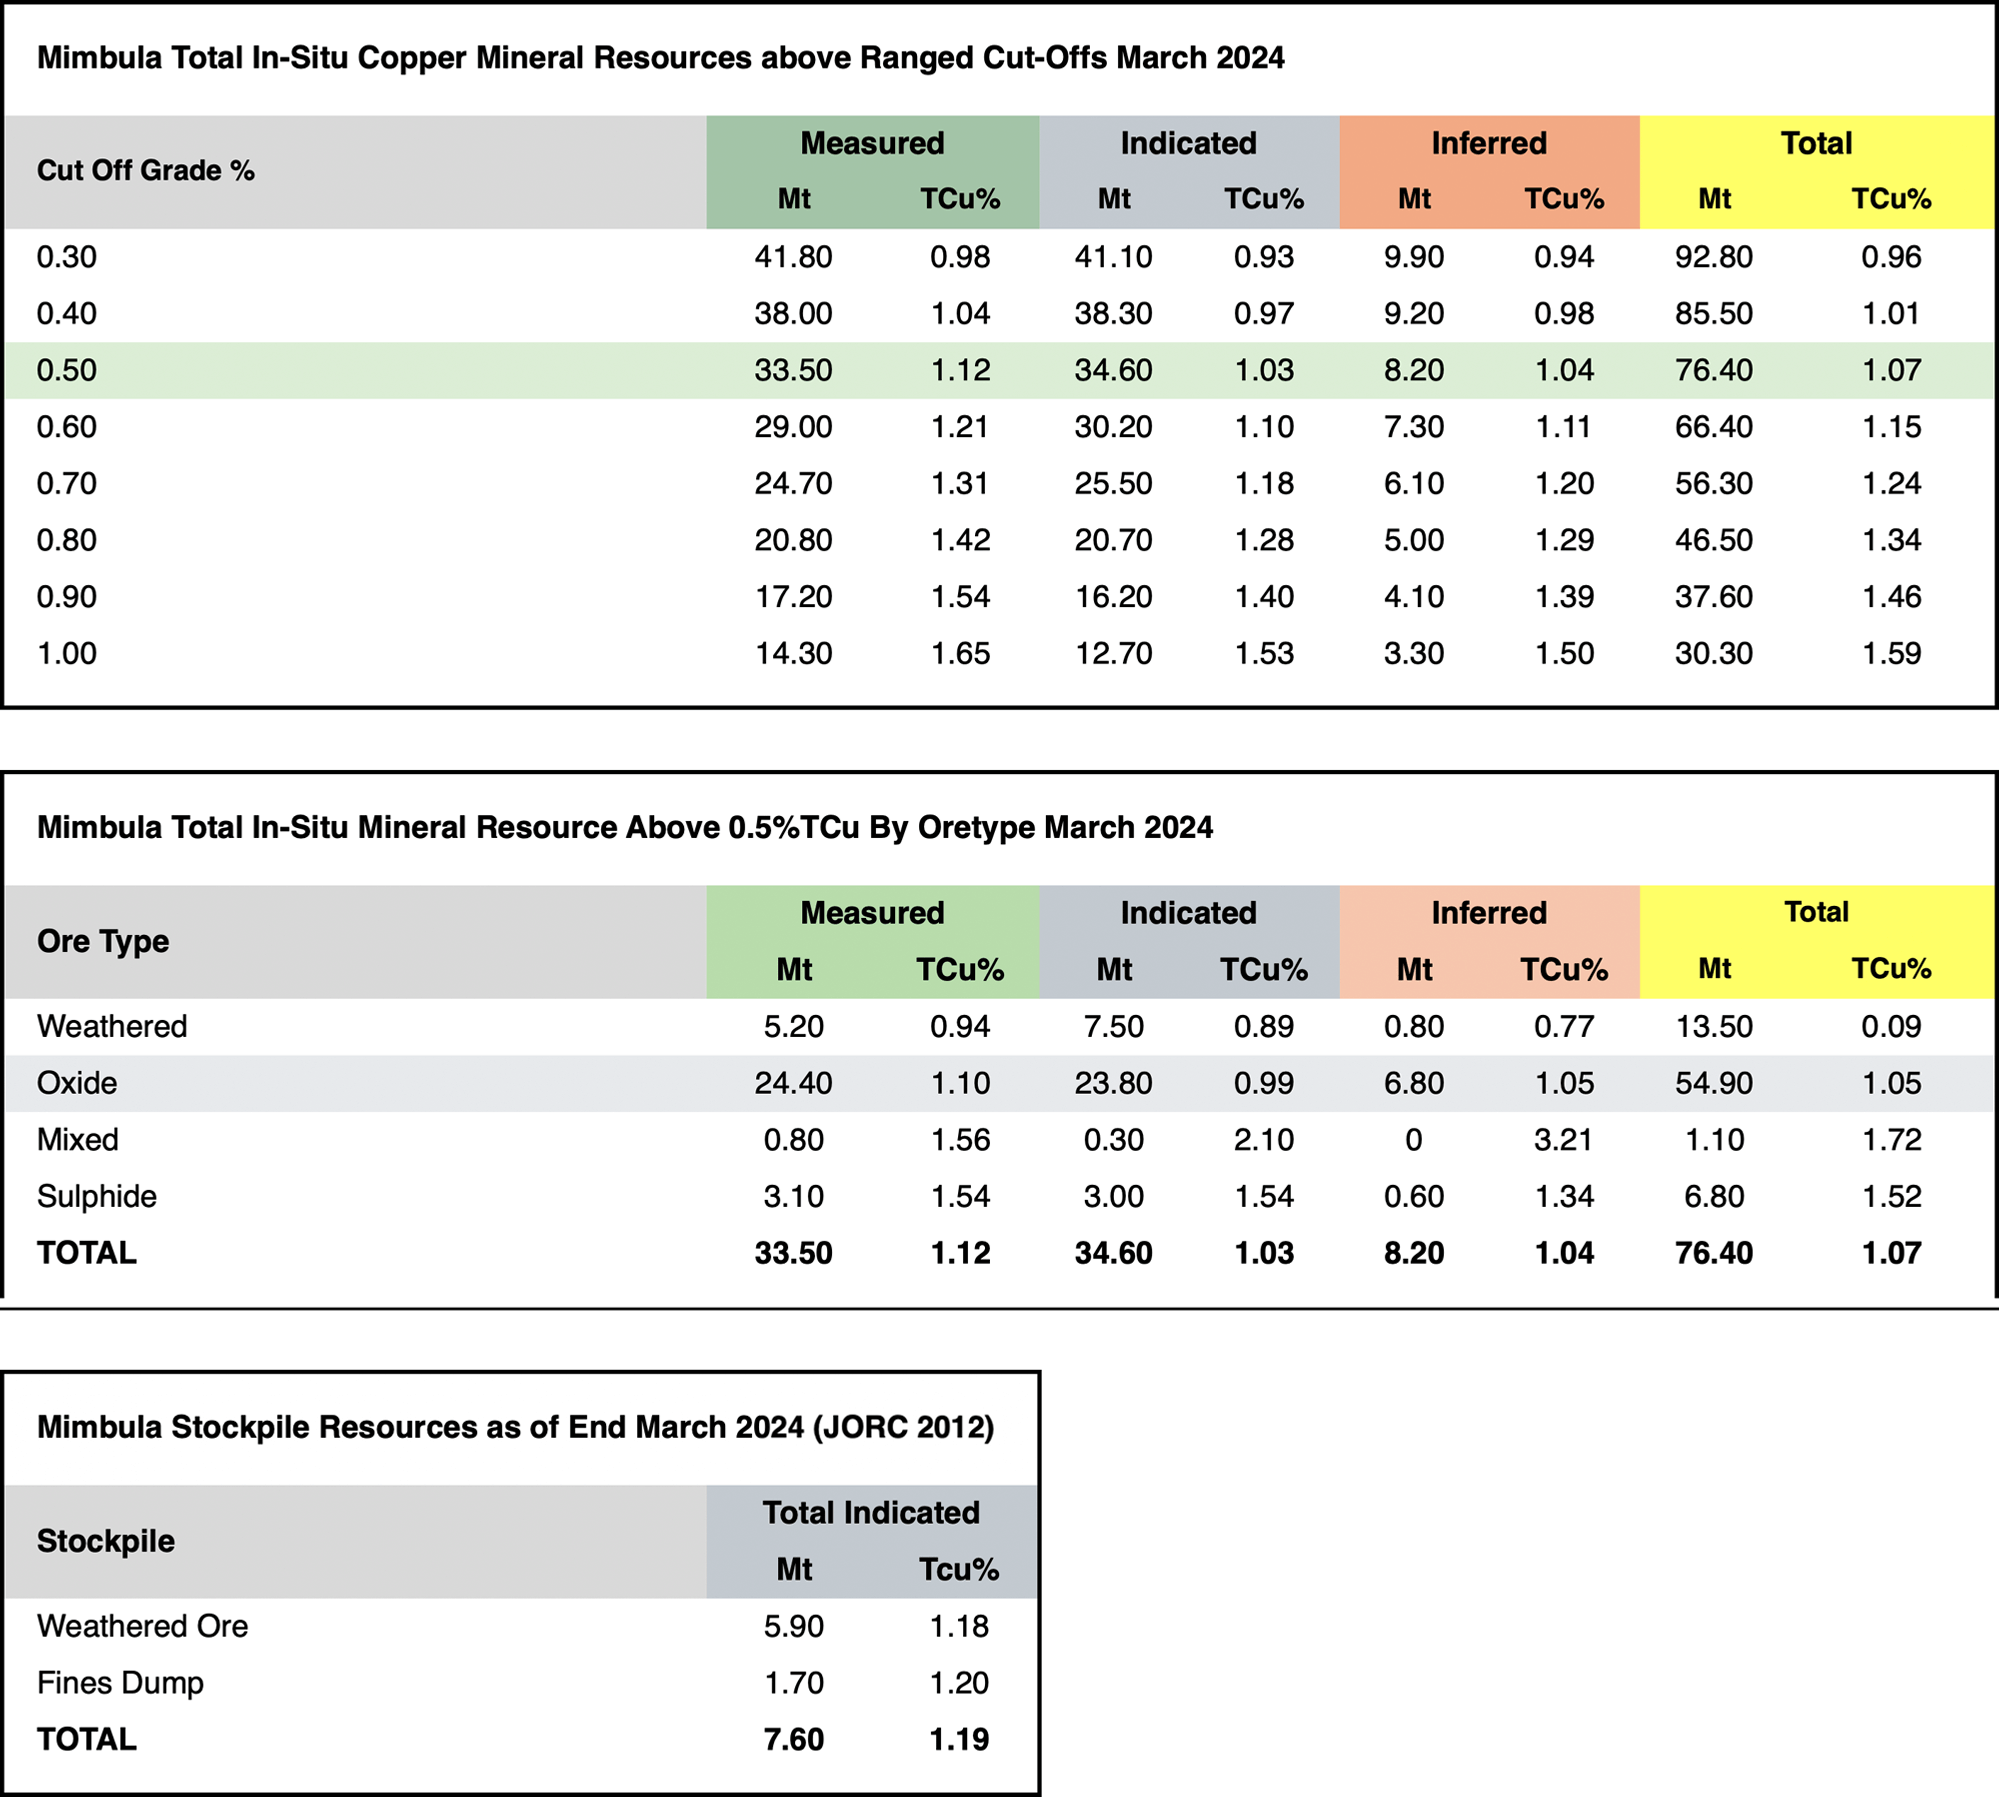 Mimbula Total In-Situ Copper Mineral Resources above Ranged Cut-Offs March 2024
Cut Off Grade % Measured Indicated Inferred Total
Mt TCu% Mt TCu% Mt TCu% Mt TCu%
0.30 41.80 0.98 41.10 0.93 9.90 0.94 92.80 0.96
0.40 38.00 1.04 38.30 0.97 9.20 0.98 85.50 1.01
0.50 33.50 1.12 34.60 1.03 8.20 1.04 76.40 1.07
0.60 29.00 1.21 30.20 1.10 7.30 1.11 66.40 1.15
0.70 24.70 1.31 25.50 1.18 6.10 1.20 56.30 1.24
0.80 20.80 1.42 20.70 1.28 5.00 1.29 46.50 1.34
0.90 17.20 1.54 16.20 1.40 4.10 1.39 37.60 1.46
1.00 14.30 1.65 12.70 1.53 3.30 1.50 30.30 1.59
Mimbula Total In-Situ Mineral Resource Above 0.5%TCu By Oretype March 2024
Ore Type Measured Indicated Inferred Total
Mt TCu% Mt TCu% Mt TCu% Mt TCu%
Weathered 5.20 0.94 7.50 0.89 0.80 0.77 13.50 0.09
Oxide 24.40 1.10 23.80 0.99 6.80 1.05 54.90 1.05
Mixed 0.80 1.56 0.30 2.10 0 3.21 1.10 1.72
Sulphide 3.10 1.54 3.00 1.54 0.60 1.34 6.80 1.52
TOTAL 33.50 1.12 34.60 1.03 8.20 1.04 76.40 1.07
Mimbula Stockpile Resources as of End March 2024 (JORC 2012)
Stockpile Total Indicated
Mt Tcu%
Weathered Ore 5.90 1.18
Fines Dump 1.70 1.20
TOTAL 7.60 1.19